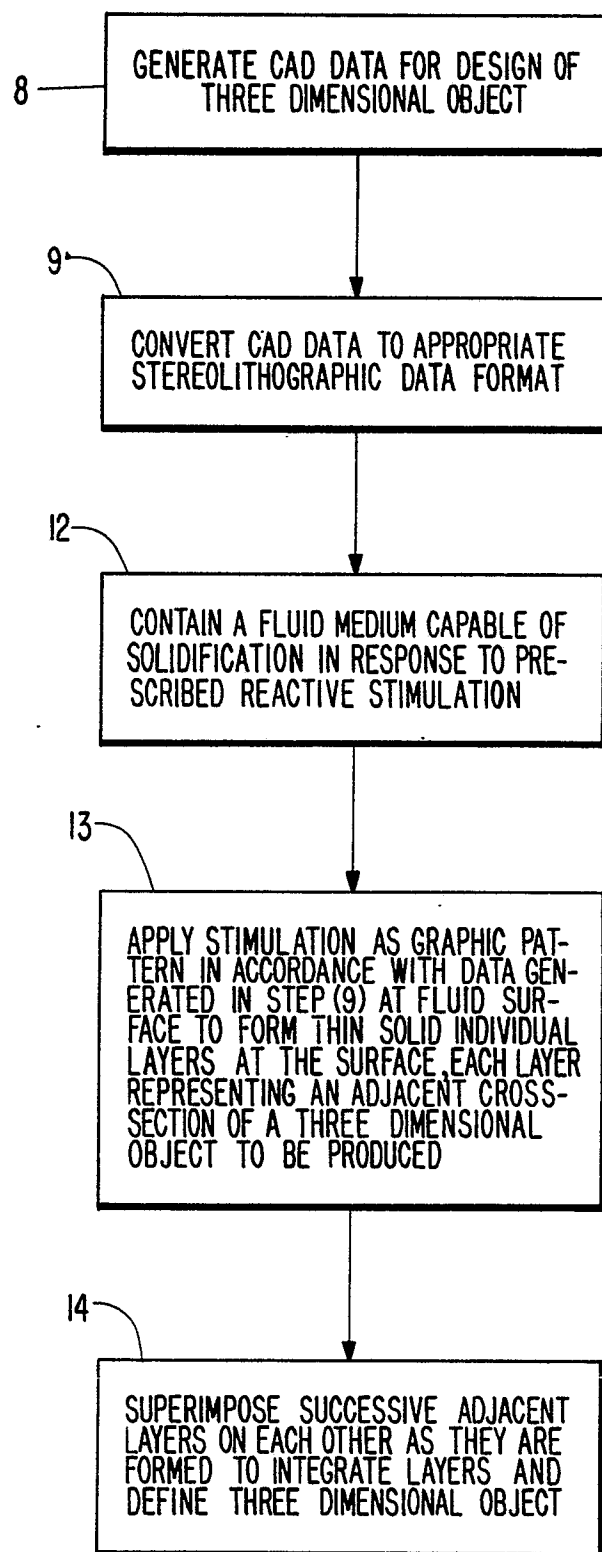 8
GENERATE CAD DATA FOR DESIGN OF
THREE DIMENSIONAL OBJECT
9
CONVERT CAD DATA TO APPROPRIATE
STEREOLITHOGRAPHIC DATA FORMAT
12
CONTAIN A FLUID MEDIUM CAPABLE OF
SOLIDIFICATION IN RESPONSE TO PRE-
SCRIBED REACTIVE STIMULATION
13
APPLY STIMULATION AS GRAPHIC PAT-
TERN IN ACCORDANCE WITH DATA GEN-
ERATED IN STEP (9) AT FLUID SUR-
FACE TO FORM THIN SOLID INDIVIDUAL
LAYERS AT THE SURFACE, EACH LAYER
REPRESENTING AN ADJACENT CROSS-
SECTION OF A THREE DIMENSIONAL
OBJECT TO BE PRODUCED
14
SUPERIMPOSE SUCCESSIVE ADJACENT
LAYERS ON EACH OTHER AS THEY ARE
FORMED TO INTEGRATE LAYERS AND
DEFINE THREE DIMENSIONAL OBJECT